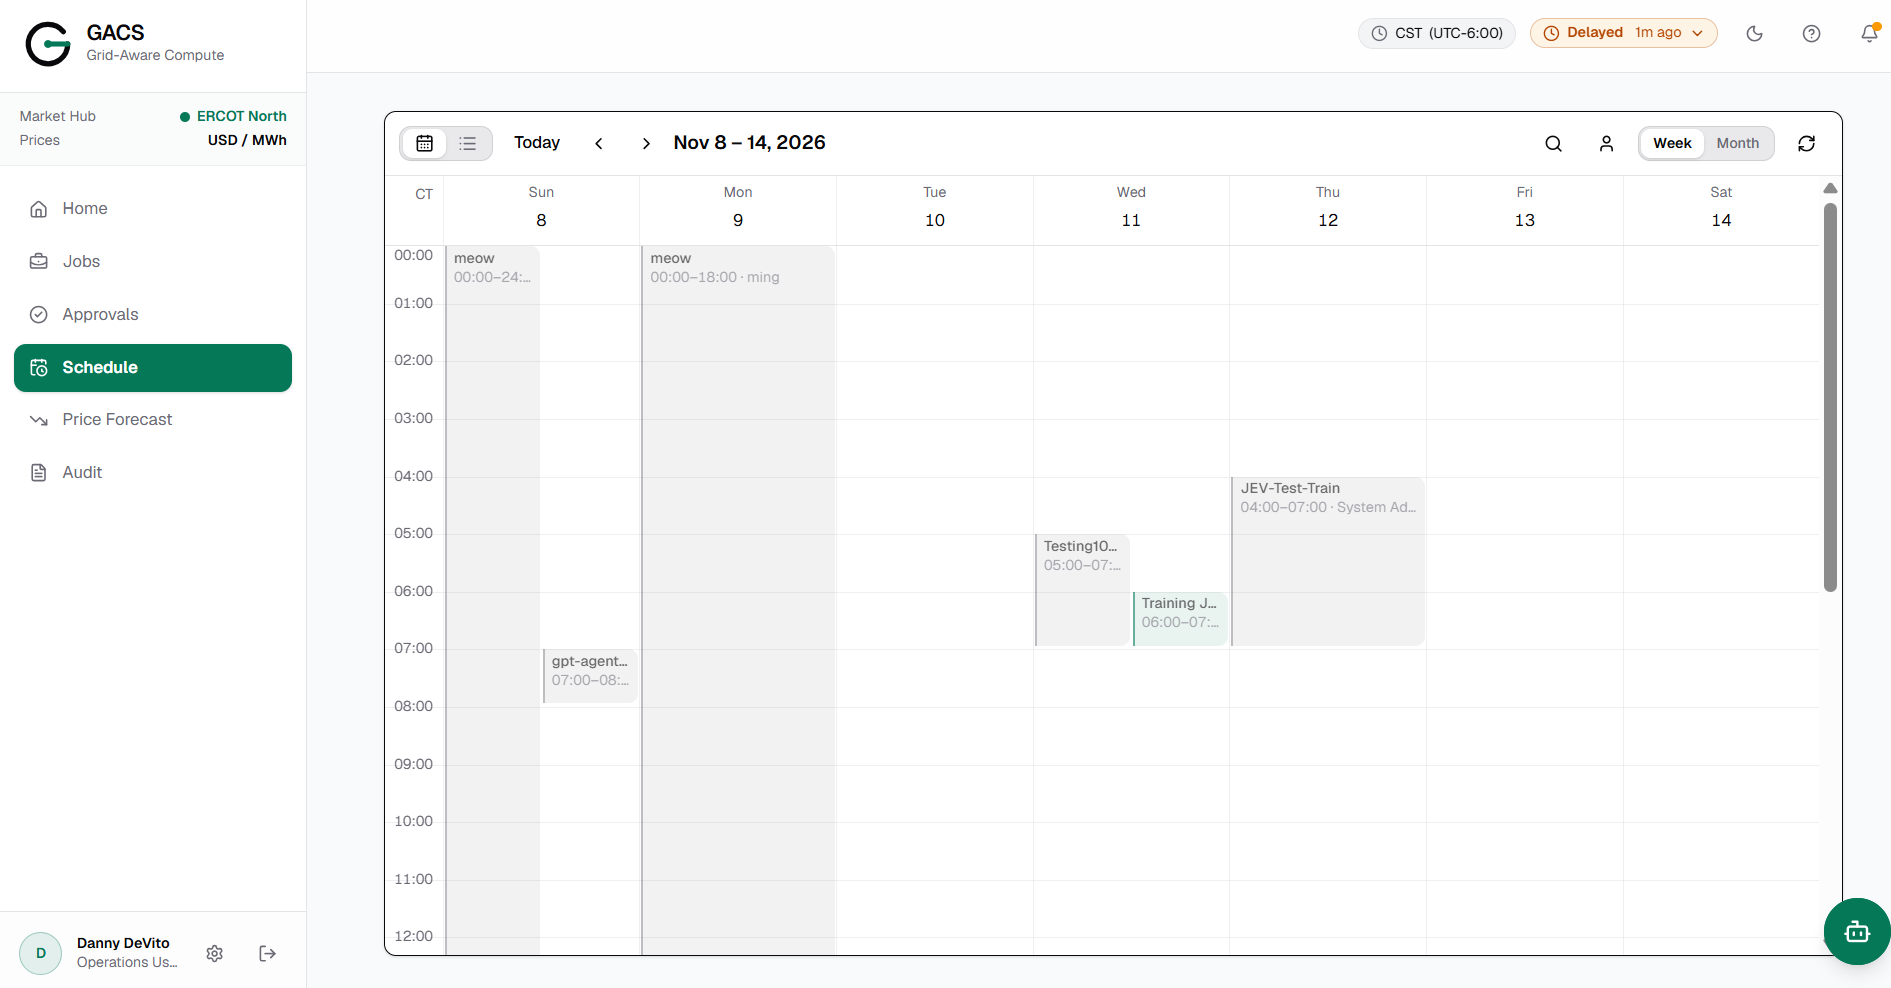 GACS
Grid-Aware Compute
Market Hub ERCOT North
Prices USD / MWh
Home
Jobs
Approvals
Schedule
Price Forecast
Audit
D
Danny DeVito
Operations Us...
CST (UTC-6:00)
Delayed 1m ago
Today
Nov 8 – 14, 2026
Week Month
CT
Sun Mon Tue Wed Thu Fri Sat
8 9 10 11 12 13 14
00:00
01:00
02:00
03:00
04:00
05:00
06:00
07:00
08:00
09:00
10:00
11:00
12:00
meow
00:00–24:...
gpt-agent...
07:00–08:...
meow
00:00–18:00 · ming
Testing10...
05:00–07:...
Training J...
06:00–07:...
JEV-Test-Train
04:00–07:00 · System Ad...